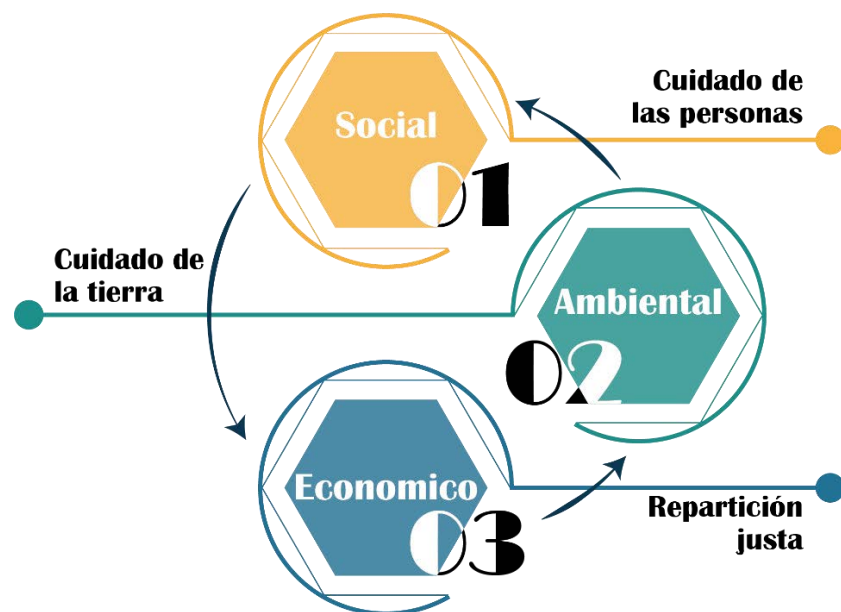 Social
01
Cuidado de
las personas
Cuidado de
la tierra
Ambiental
02
Economico
03
Repartición
justa